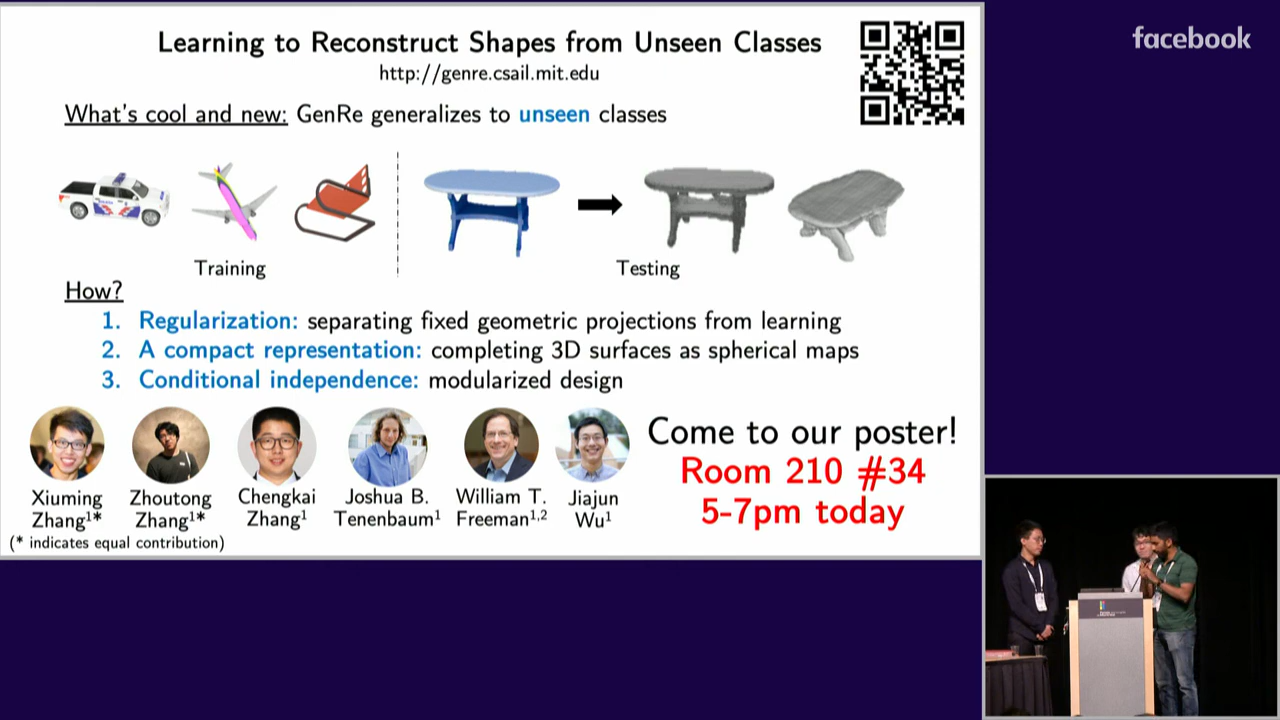 facebook
Learning to Reconstruct Shapes from Unseen Classes
http://genre.csail.mit.edu
What's cool and new: GenRe generalizes to unseen classes
Training
Testing
How?
1. Regularization: separating fixed geometric projections from learning
2. A compact representation: completing 3D surfaces as spherical maps
3. Conditional independence: modularized design
Xiuming
Zhang1*
Zhoutong
Zhang1*
Chengkai
Zhang1
Joshua B.
Tenenbaum1
William T.
Freeman1,2
Jiajun
Wu1
(* indicates equal contribution)
Come to our poster!
Room 210 #34
5-7pm today